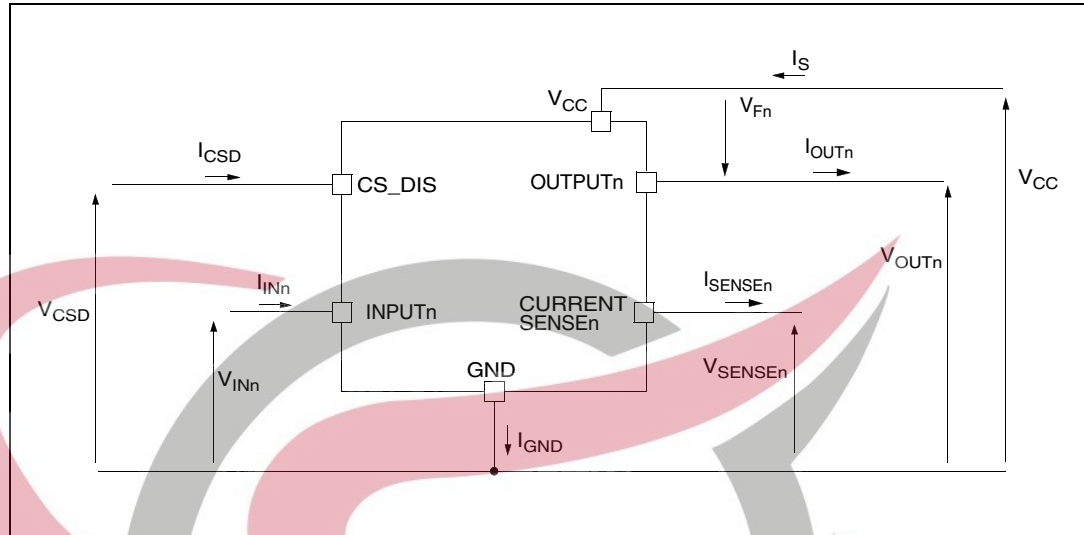 I_S
V_CC
V_Fn
I_CSD
I_OUTn
CS_DIS
OUTPUTn
V_CC
V_OUTn
I_INn
I_SENSEn
V_CSD
INPUTn
CURRENT
SENSEn
GND
V_INn
V_SENSEn
I_GND